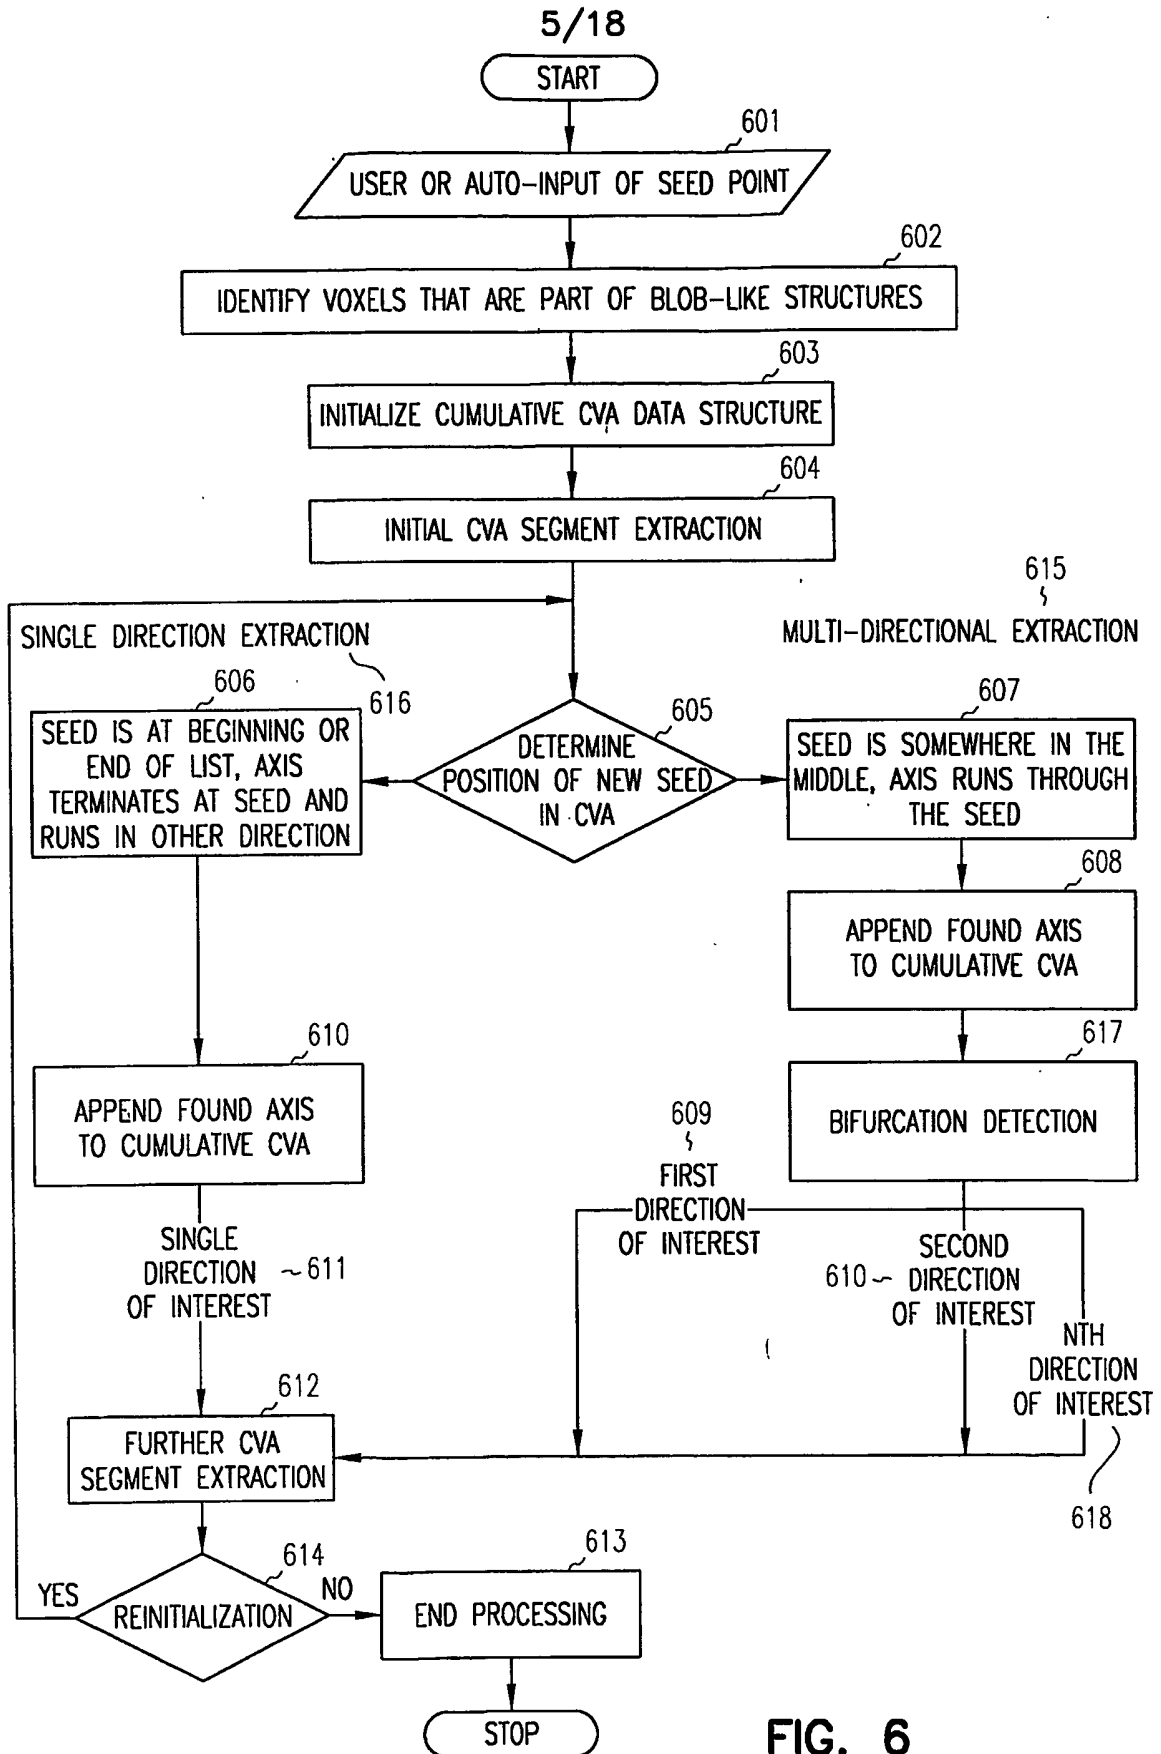 5/18
START
601
USER OR AUTO-INPUT OF SEED POINT
602
IDENTIFY VOXELS THAT ARE PART OF BLOB-LIKE STRUCTURES
603
INITIALIZE CUMULATIVE CVA DATA STRUCTURE
604
INITIAL CVA SEGMENT EXTRACTION
615
MULTI-DIRECTIONAL EXTRACTION
SINGLE DIRECTION EXTRACTION
616
606
SEED IS AT BEGINNING OR
END OF LIST, AXIS
TERMINATES AT SEED AND
RUNS IN OTHER DIRECTION
605
DETERMINE
POSITION OF NEW SEED
IN CVA
607
SEED IS SOMEWHERE IN THE
MIDDLE, AXIS RUNS THROUGH
THE SEED
608
APPEND FOUND AXIS
TO CUMULATIVE CVA
610
APPEND FOUND AXIS
TO CUMULATIVE CVA
617
BIFURCATION DETECTION
609
FIRST
DIRECTION
OF INTEREST
SINGLE
DIRECTION
OF INTEREST
611
610
SECOND
DIRECTION
OF INTEREST
NTH
DIRECTION
OF INTEREST
618
612
FURTHER CVA
SEGMENT EXTRACTION
614
YES
REINITIALIZATION
NO
613
END PROCESSING
STOP
FIG. 6